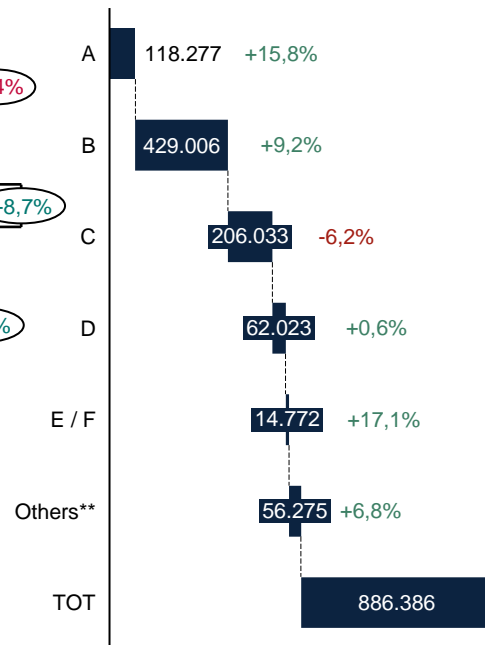 A 118.277 +15,8%
4%
B 429.006 +9,2%
-8,7%
C 206.033 -6,2%
%
D 62.023 +0,6%
E / F 14.772 +17,1%
Others** 56.275 +6,8%
TOT 886.386